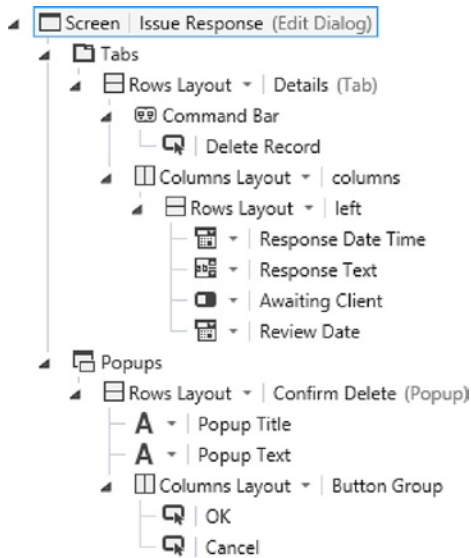 Screen | Issue Response (Edit Dialog)
Tabs
Rows Layout | Details (Tab)
Command Bar
| Delete Record
Columns Layout | columns
Rows Layout | left
| Response Date Time
| Response Text
| Awaiting Client
| Review Date
Popups
Rows Layout | Confirm Delete (Popup)
A | Popup Title
A | Popup Text
Columns Layout | Button Group
| OK
| Cancel